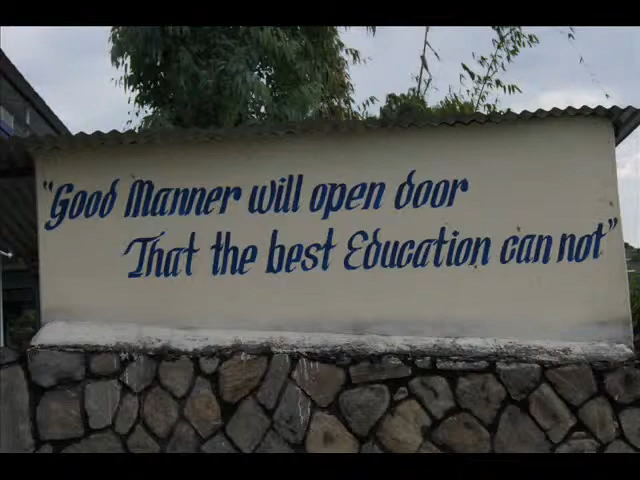 "Good Manner will open door
That the best Education can not"